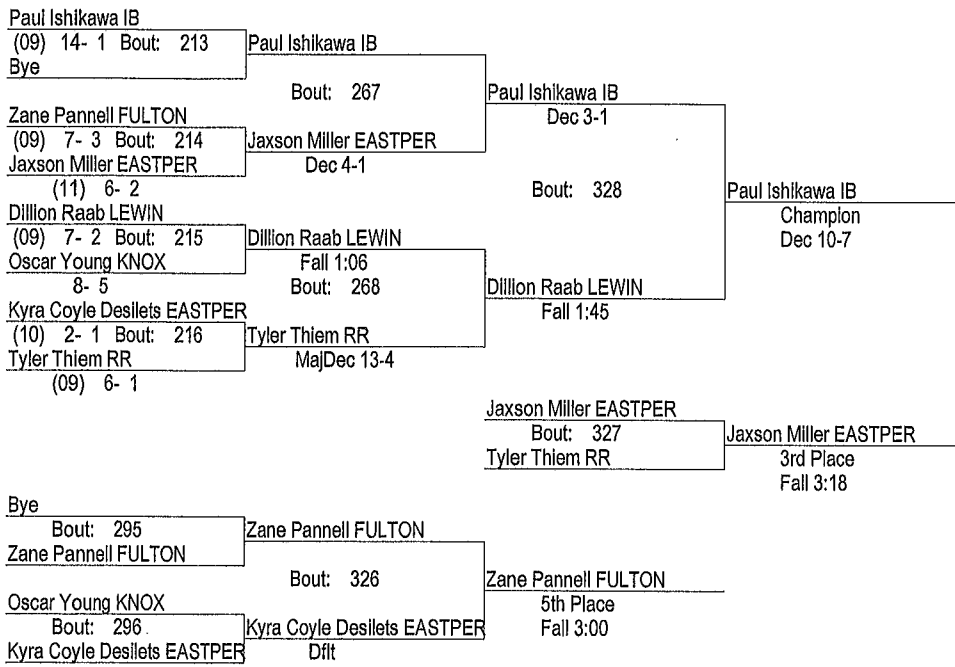 Paul Ishikawa IB
(09) 14- 1 Bout: 213
Bye
Paul Ishikawa IB
Bout: 267
Zane Pannell FULTON
(09) 7- 3 Bout: 214
Jaxson Miller EASTPER
(11) 6- 2
Jaxson Miller EASTPER
Dec 4-1
Paul Ishikawa IB
Dec 3-1
Bout: 328
Paul Ishikawa IB
Champion
Dec 10-7
Dillion Raab LEWIN
(09) 7- 2 Bout: 215
Oscar Young KNOX
8- 5
Dillion Raab LEWIN
Fall 1:06
Bout: 268
Kyra Coyle Desilets EASTPER
(10) 2- 1 Bout: 216
Tyler Thiem RR
(09) 6- 1
Tyler Thiem RR
MajDec 13-4
Dillion Raab LEWIN
Fall 1:45
Jaxson Miller EASTPER
Bout: 327
Tyler Thiem RR
Jaxson Miller EASTPER
3rd Place
Fall 3:18
Bye
Bout: 295
Zane Pannell FULTON
Zane Pannell FULTON
Bout: 326
Oscar Young KNOX
Bout: 296
Kyra Coyle Desilets EASTPER
Kyra Coyle Desilets EASTPER
Dflt
Zane Pannell FULTON
5th Place
Fall 3:00